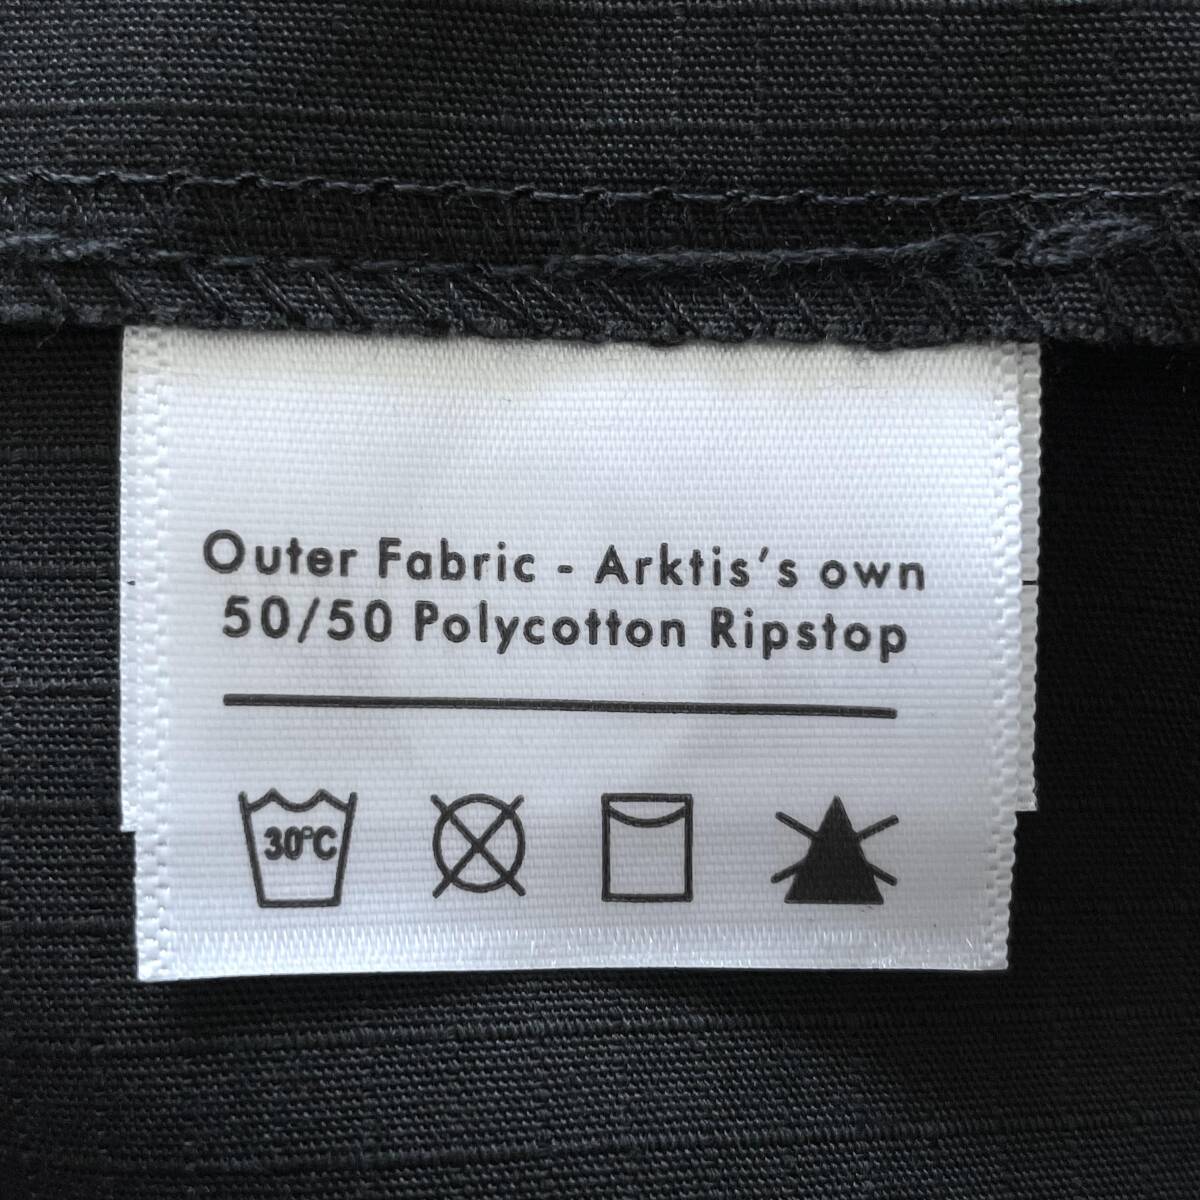 Outer Fabric - Arktis's own
50/50 Polycotton Ripstop
30°C